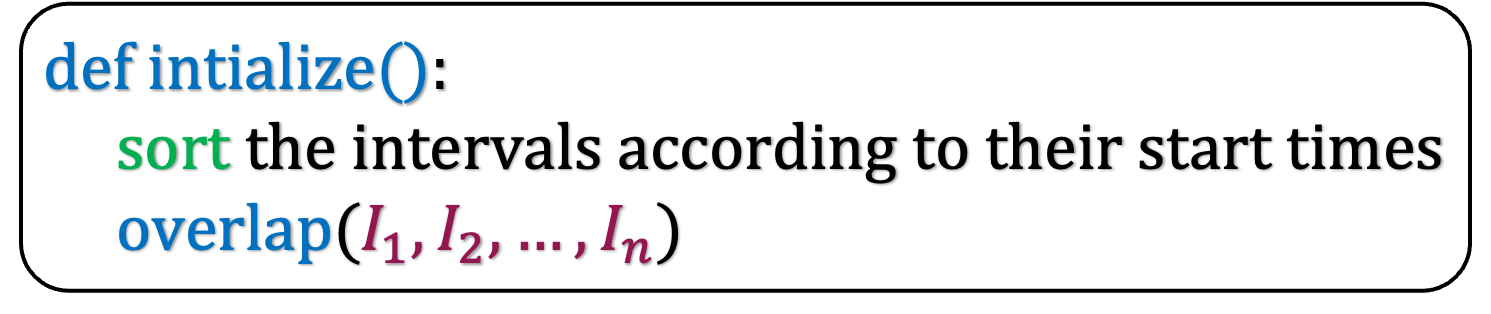 def intialize():
sort the intervals according to their start times
overlap(I₁, I₂, … , Iₙ)